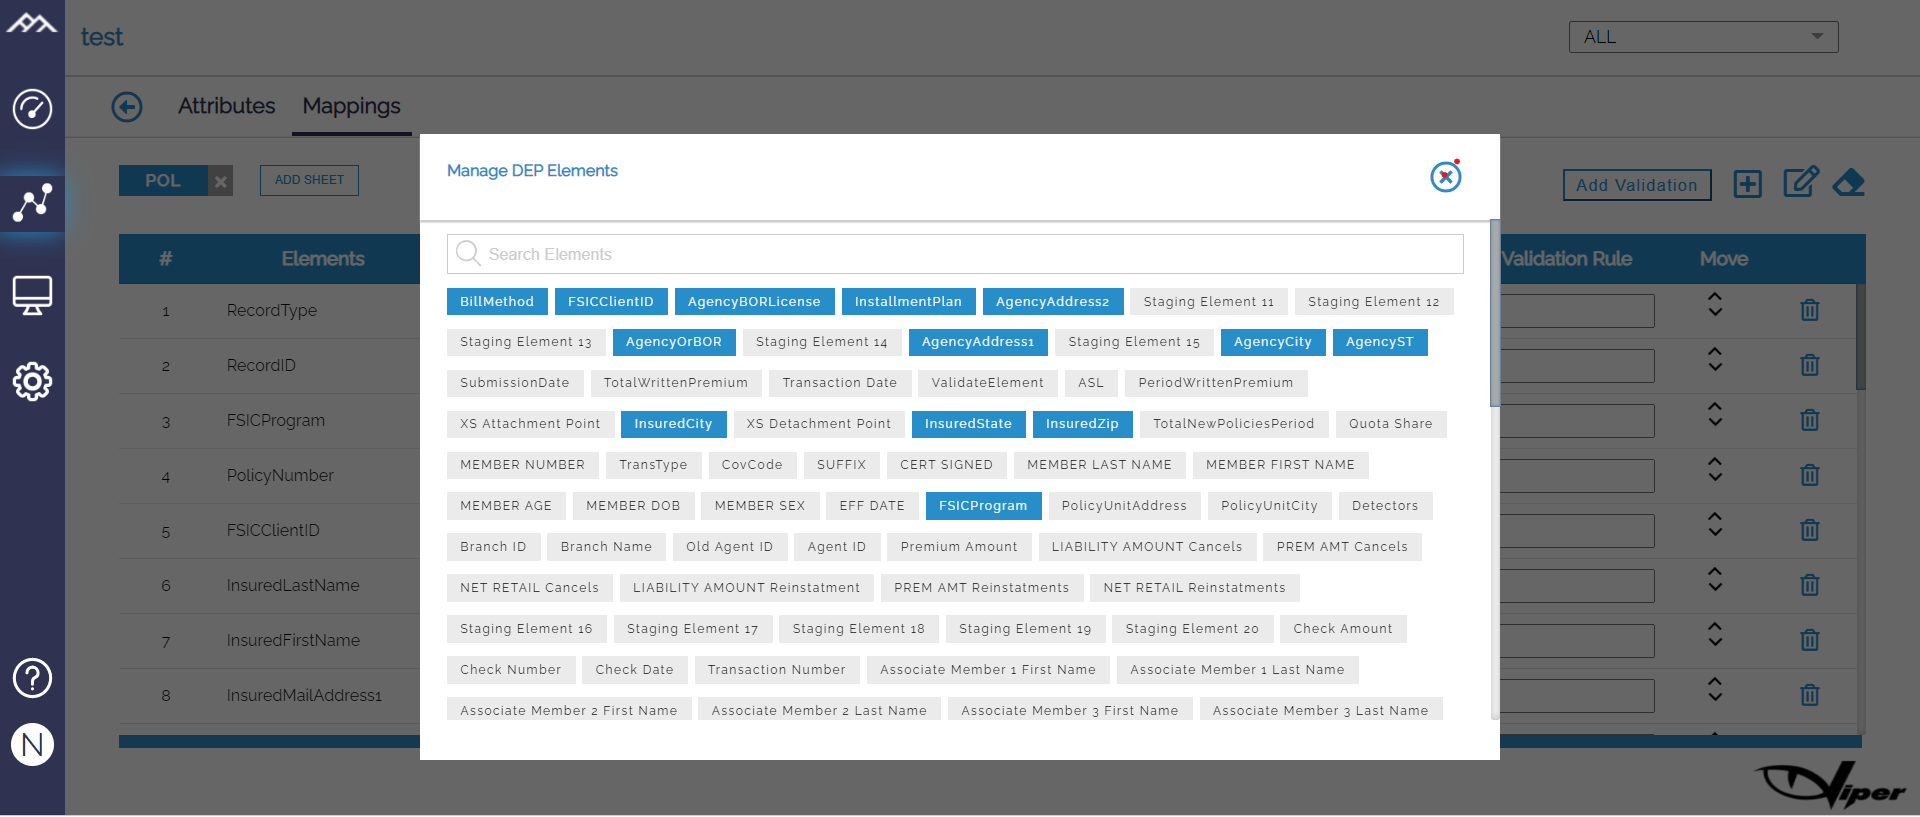 test
ALL
Attributes Mappings
Manage DEP Elements
POL ADD SHEET
Add Validation
Search Elements
# Elements
Validation Rule Move
BillMethod FSICClientID AgencyBORLicense InstallmentPlan AgencyAddress2 Staging Element 11 Staging Element 12
Staging Element 13 AgencyOrBOR Staging Element 14 AgencyAddress1 Staging Element 15 AgencyCity AgencyST
SubmissionDate TotalWrittenPremium Transaction Date ValidateElement ASL PeriodWrittenPremium
XS Attachment Point InsuredCity XS Detachment Point InsuredState InsuredZip TotalNewPoliciesPeriod Quota Share
MEMBER NUMBER TransType CovCode SUFFIX CERT SIGNED MEMBER LAST NAME MEMBER FIRST NAME
MEMBER AGE MEMBER DOB MEMBER SEX EFF DATE FSICProgram PolicyUnitAddress PolicyUnitCity Detectors
Branch ID Branch Name Old Agent ID Agent ID Premium Amount LIABILITY AMOUNT Cancels PREM AMT Cancels
NET RETAIL Cancels LIABILITY AMOUNT Reinstatment PREM AMT Reinstatments NET RETAIL Reinstatments
Staging Element 16 Staging Element 17 Staging Element 18 Staging Element 19 Staging Element 20 Check Amount
Check Number Check Date Transaction Number Associate Member 1 First Name Associate Member 1 Last Name
Associate Member 2 First Name Associate Member 2 Last Name Associate Member 3 First Name Associate Member 3 Last Name
1 RecordType
2 RecordID
3 FSICProgram
4 PolicyNumber
5 FSICClientID
6 InsuredLastName
7 InsuredFirstName
8 InsuredMailAddress1
N
Viper